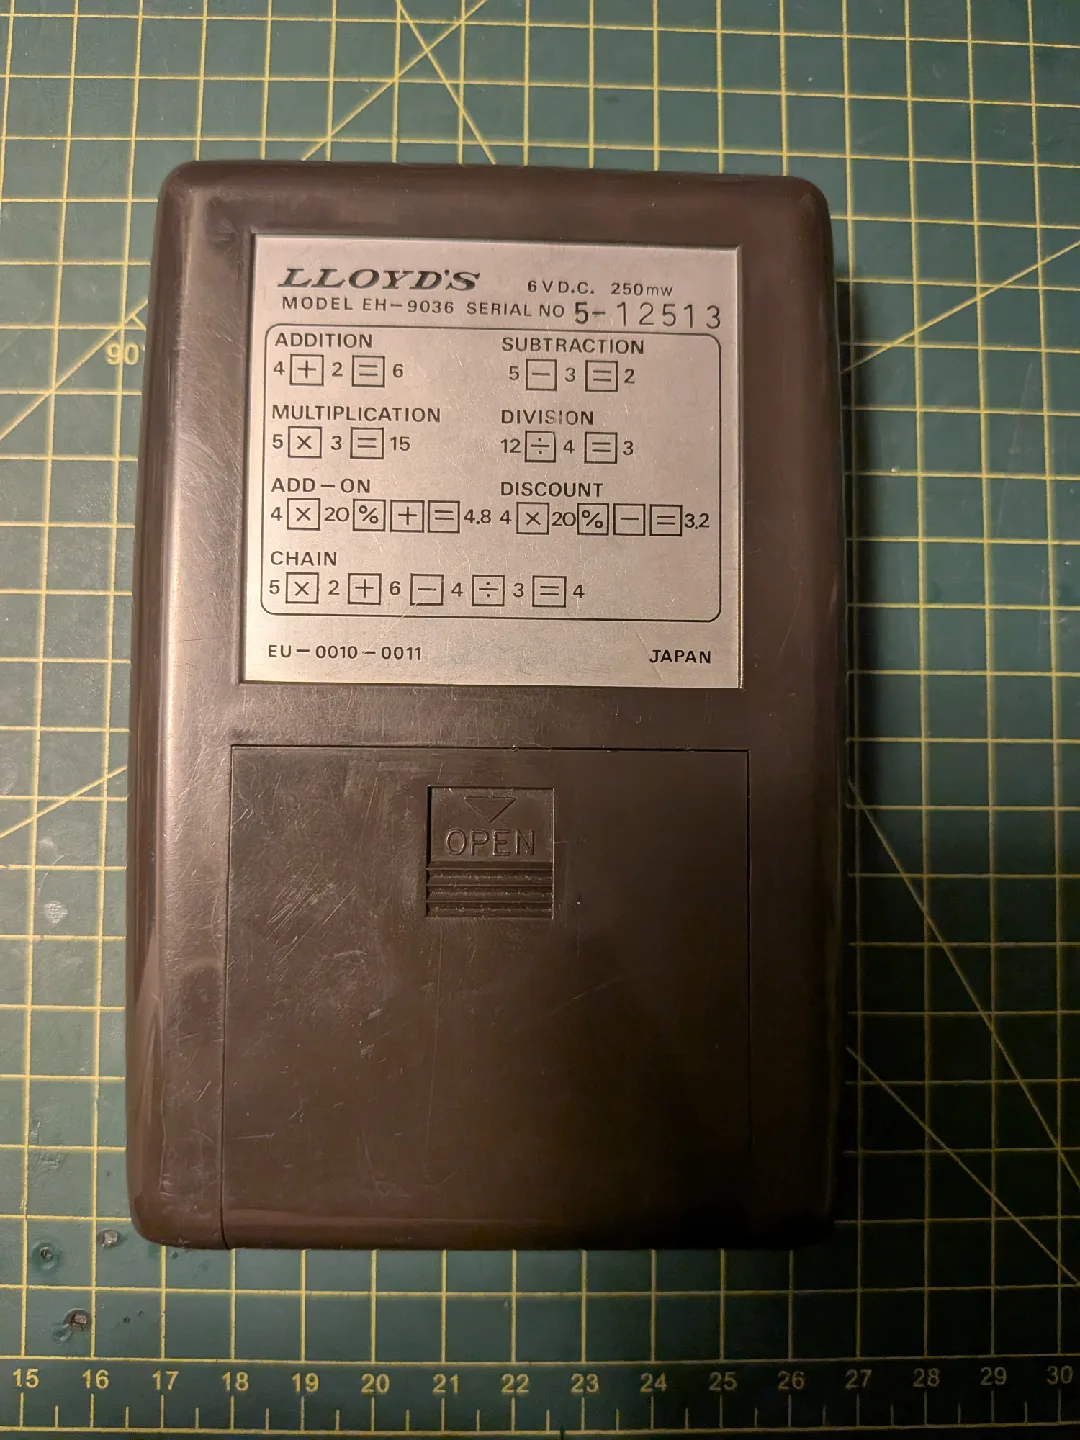 LLOYD'S 6 V D.C. 250mw
MODEL EH-9036 SERIAL NO 5-12513
90°
ADDITION SUBTRACTION
4 + 2 = 6 5 − 3 = 2
MULTIPLICATION DIVISION
5 × 3 = 15 12 ÷ 4 = 3
ADD-ON DISCOUNT
4 × 20 % + = 4.8 4 × 20 % − = 3.2
CHAIN
5 × 2 + 6 − 4 ÷ 3 = 4
EU-0010-0011 JAPAN
OPEN
15 16 17 18 19 20 21 22 23 24 25 26 27 28 29 30